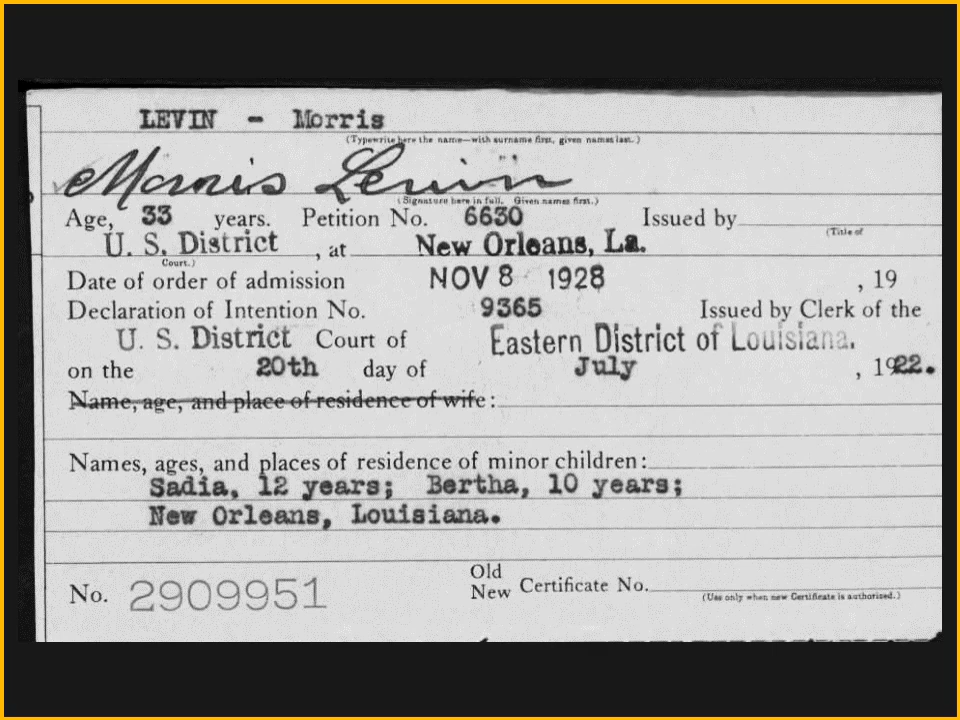 LEVIN - Morris
(Typewrite here the name—with surname first, given names last.)
Morris Levin
(Signature here in full. Given names first.)
Age, 33 years. Petition No. 6630 Issued by
(Title of
U. S. District , at New Orleans, La.
Court.)
Date of order of admission NOV 8 1928 , 19
Declaration of Intention No. 9365 Issued by Clerk of the
U. S. District Court of Eastern District of Louisiana.
on the 20th day of July , 1922.
Name, age, and place of residence of wife:
Names, ages, and places of residence of minor children:
Sadia, 12 years; Bertha, 10 years;
New Orleans, Louisiana.
Old
New Certificate No.
No. 2909951
(Use only when new Certificate is authorized.)